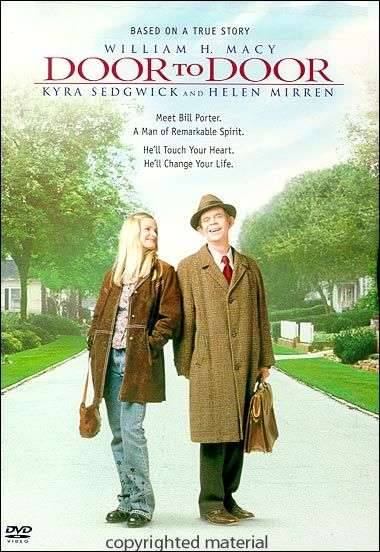 BASED ON A TRUE STORY
WILLIAM H. MACY
DOOR TO DOOR
KYRA SEDGWICK AND HELEN MIRREN
Meet Bill Porter.
A Man of Remarkable Spirit.
He'll Touch Your Heart.
He'll Change Your Life.
DVD
VIDEO
copyrighted material